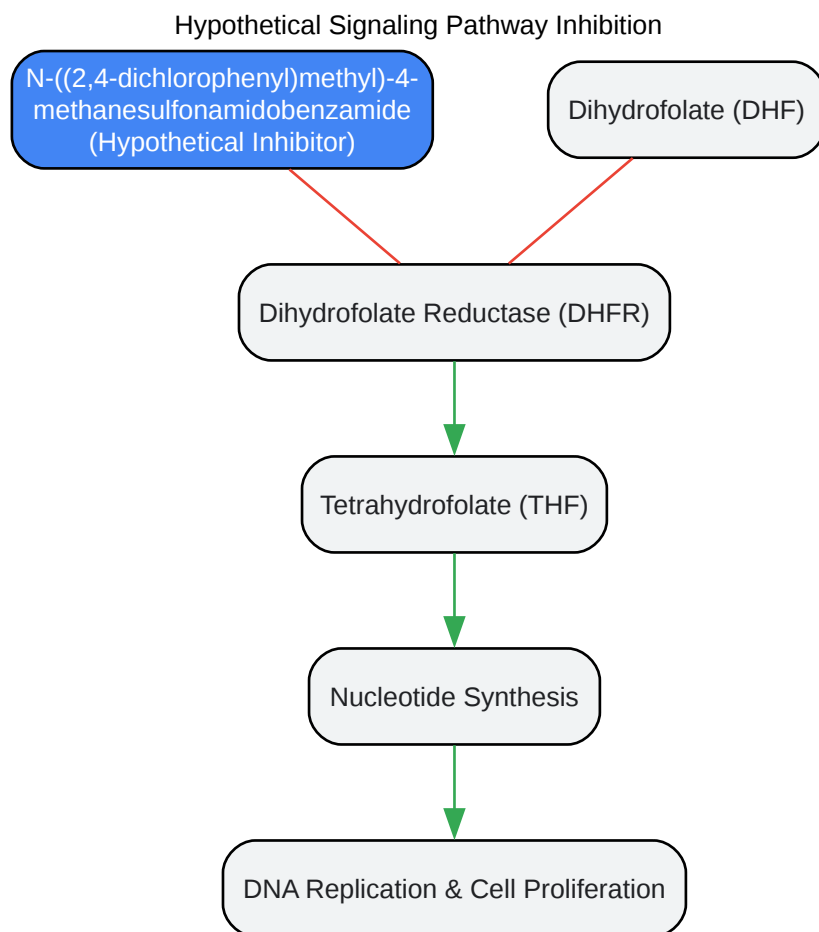 Hypothetical Signaling Pathway Inhibition
N-((2,4-dichlorophenyl)methyl)-4-
methanesulfonamidobenzamide
(Hypothetical Inhibitor)
Dihydrofolate (DHF)
Dihydrofolate Reductase (DHFR)
Tetrahydrofolate (THF)
Nucleotide Synthesis
DNA Replication & Cell Proliferation